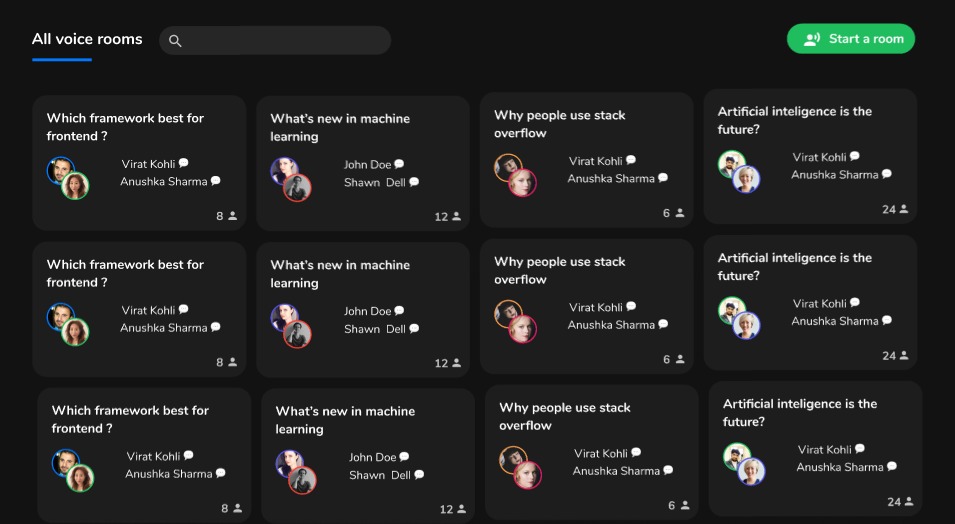 All voice rooms
Start a room
Which framework best for
frontend ?
Virat Kohli
Anushka Sharma
8
What's new in machine
learning
John Doe
Shawn Dell
12
Why people use stack
overflow
Virat Kohli
Anushka Sharma
6
Artificial inteligence is the
future?
Virat Kohli
Anushka Sharma
24
Which framework best for
frontend ?
Virat Kohli
Anushka Sharma
8
What's new in machine
learning
John Doe
Shawn Dell
12
Why people use stack
overflow
Virat Kohli
Anushka Sharma
6
Artificial inteligence is the
future?
Virat Kohli
Anushka Sharma
24
Which framework best for
frontend ?
Virat Kohli
Anushka Sharma
8
What's new in machine
learning
John Doe
Shawn Dell
12
Why people use stack
overflow
Virat Kohli
Anushka Sharma
6
Artificial inteligence is the
future?
Virat Kohli
Anushka Sharma
24